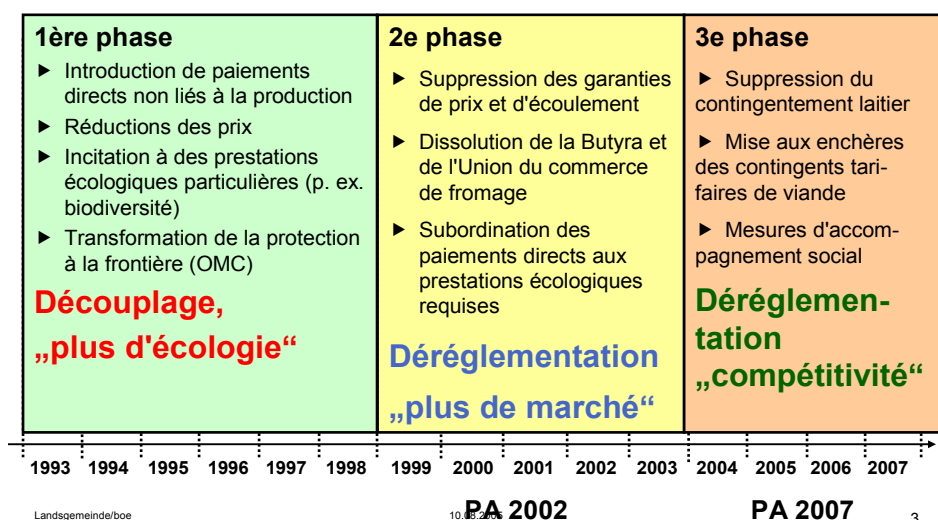 1ère phase
► Introduction de paiements
directs non liés à la production
► Réductions des prix
► Incitation à des prestations
écologiques particulières (p. ex.
biodiversité)
► Transformation de la protection
à la frontière (OMC)
Découplage,
„plus d'écologie“
2e phase
► Suppression des garanties
de prix et d'écoulement
► Dissolution de la Butyra et
de l'Union du commerce
de fromage
► Subordination des
paiements directs aux
prestations écologiques
requises
Déréglementation
„plus de marché“
3e phase
► Suppression du
contingentement laitier
► Mise aux enchères
des contingents tari-
faires de viande
► Mesures d'accom-
pagnement social
Déréglemen-
tation
„compétitivité“
1993 1994 1995 1996 1997 1998 1999 2000 2001 2002 2003 2004 2005 2006 2007
PA 2002 PA 2007
Landsgemeinde/boe 10.08.2005 3